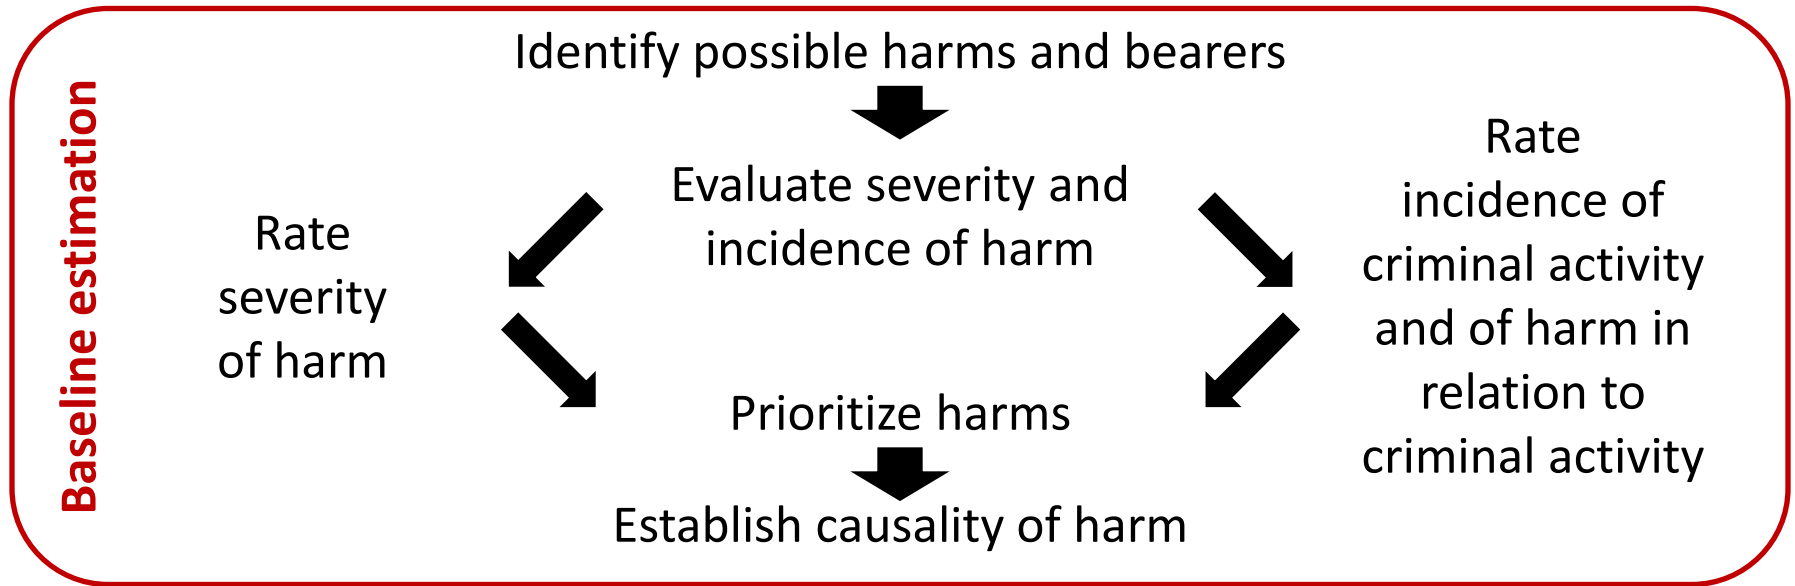 Baseline estimation
Identify possible harms and bearers
Evaluate severity and
incidence of harm
Rate
severity
of harm
Rate
incidence of
criminal activity
and of harm in
relation to
criminal activity
Prioritize harms
Establish causality of harm